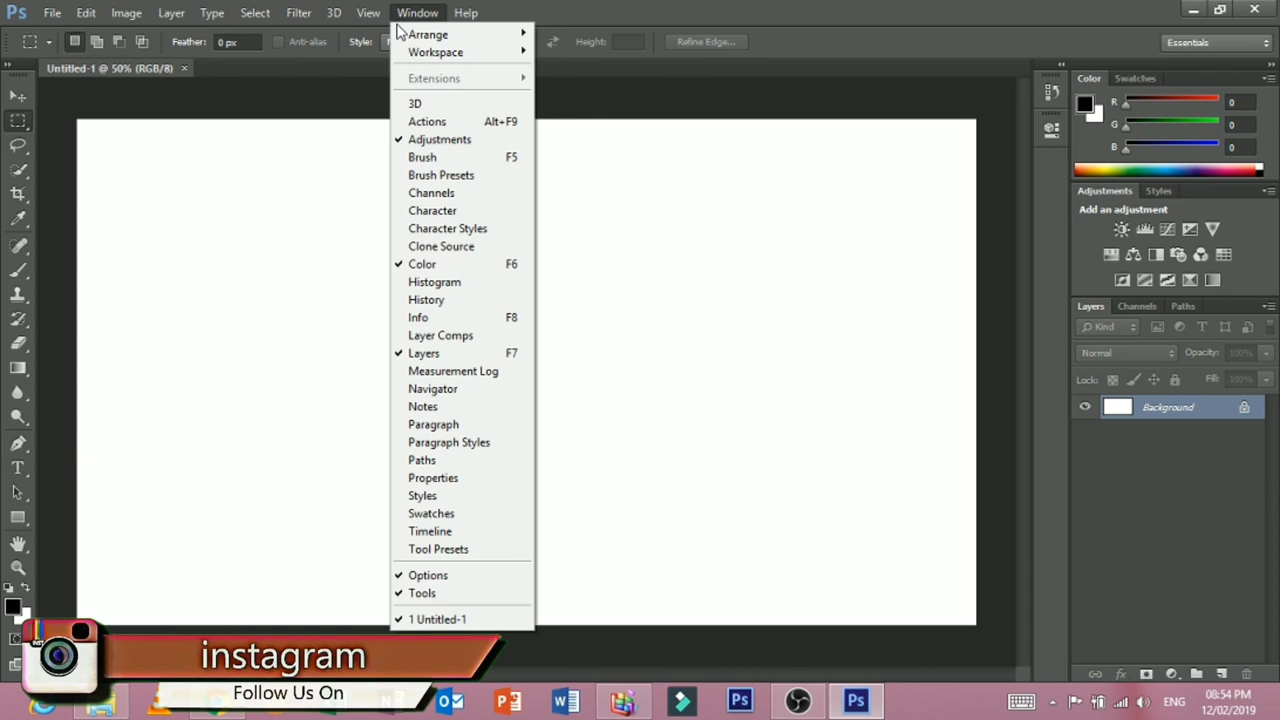 Ps File Edit Image Layer Type Select Filter 3D View Window Help
Feather: 0 px Anti-alias Style: Height: Refine Edge... Essentials
Untitled-1 @ 50% (RGB/8) ×
Arrange
Workspace
Extensions
3D
Actions Alt+F9
Adjustments
Brush F5
Brush Presets
Channels
Character
Character Styles
Clone Source
Color F6
Histogram
History
Info F8
Layer Comps
Layers F7
Measurement Log
Navigator
Notes
Paragraph
Paragraph Styles
Paths
Properties
Styles
Swatches
Timeline
Tool Presets
Options
Tools
1 Untitled-1
Color Swatches
R 0
G 0
B 0
Adjustments Styles
Add an adjustment
Layers Channels Paths
Kind
Normal Opacity: 100%
Lock: Fill: 100%
Background
instagram
Follow Us On
ENG
08:54 PM
12/02/2019